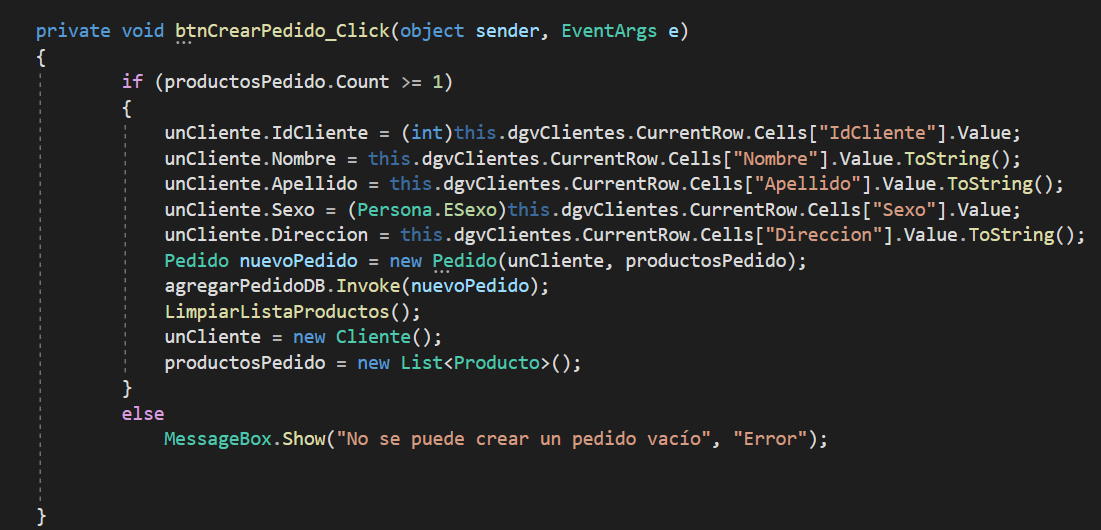 private void btnCrearPedido_Click(object sender, EventArgs e)
{
if (productosPedido.Count >= 1)
{
unCliente.IdCliente = (int)this.dgvClientes.CurrentRow.Cells["IdCliente"].Value;
unCliente.Nombre = this.dgvClientes.CurrentRow.Cells["Nombre"].Value.ToString();
unCliente.Apellido = this.dgvClientes.CurrentRow.Cells["Apellido"].Value.ToString();
unCliente.Sexo = (Persona.ESexo)this.dgvClientes.CurrentRow.Cells["Sexo"].Value;
unCliente.Direccion = this.dgvClientes.CurrentRow.Cells["Direccion"].Value.ToString();
Pedido nuevoPedido = new Pedido(unCliente, productosPedido);
agregarPedidoDB.Invoke(nuevoPedido);
LimpiarListaProductos();
unCliente = new Cliente();
productosPedido = new List<Producto>();
}
else
MessageBox.Show("No se puede crear un pedido vacío", "Error");
}